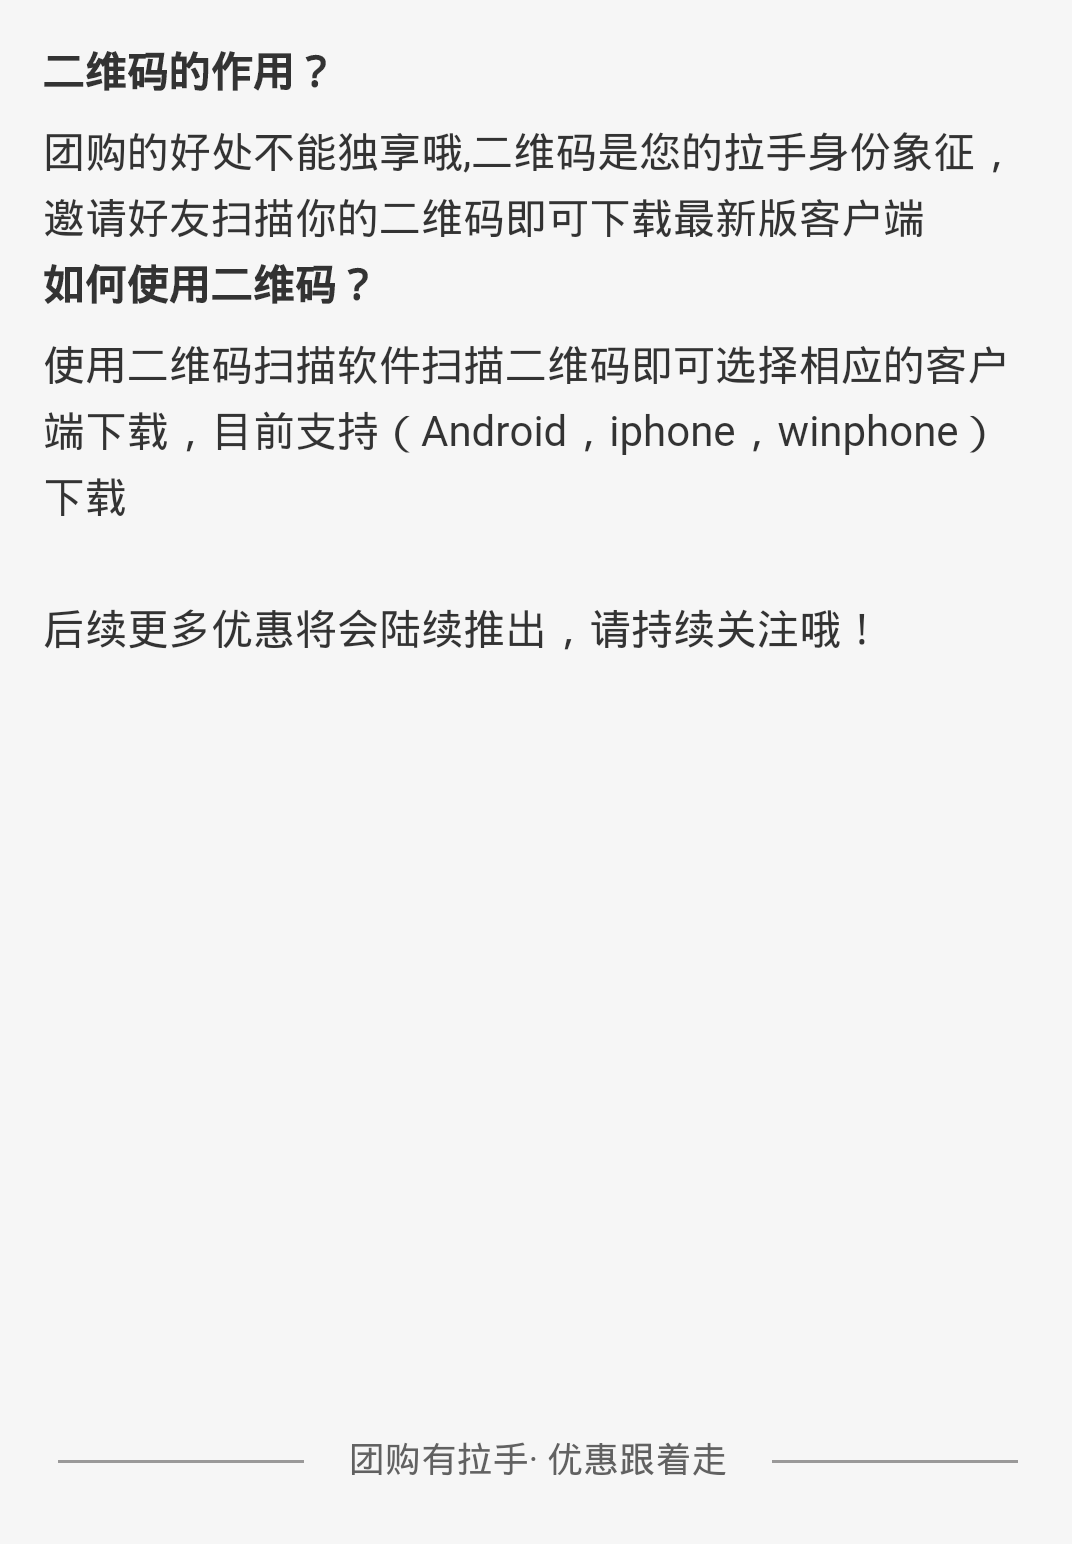 二维码的作用？
团购的好处不能独享哦,二维码是您的拉手身份象征，
邀请好友扫描你的二维码即可下载最新版客户端
如何使用二维码？
使用二维码扫描软件扫描二维码即可选择相应的客户
端下载，目前支持（Android，iphone，winphone）
下载
后续更多优惠将会陆续推出，请持续关注哦！
团购有拉手· 优惠跟着走